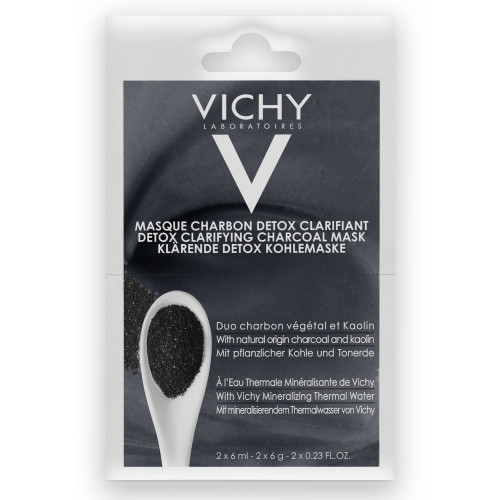 VICHY
LABORATOIRES
V
MASQUE CHARBON DETOX CLARIFIANT
DETOX CLARIFYING CHARCOAL MASK
KLÄRENDE DETOX KOHLEMASKE
Duo charbon végétal et Kaolin
With natural origin charcoal and kaolin
Mit pflanzlicher Kohle und Tonerde
À l'Eau Thermale Minéralisante de Vichy
With Vichy Mineralizing Thermal Water
Mit mineralisierendem Thermalwasser von Vichy
2 x 6 ml - 2 x 6 g - 2 x 0.23 FL.OZ.